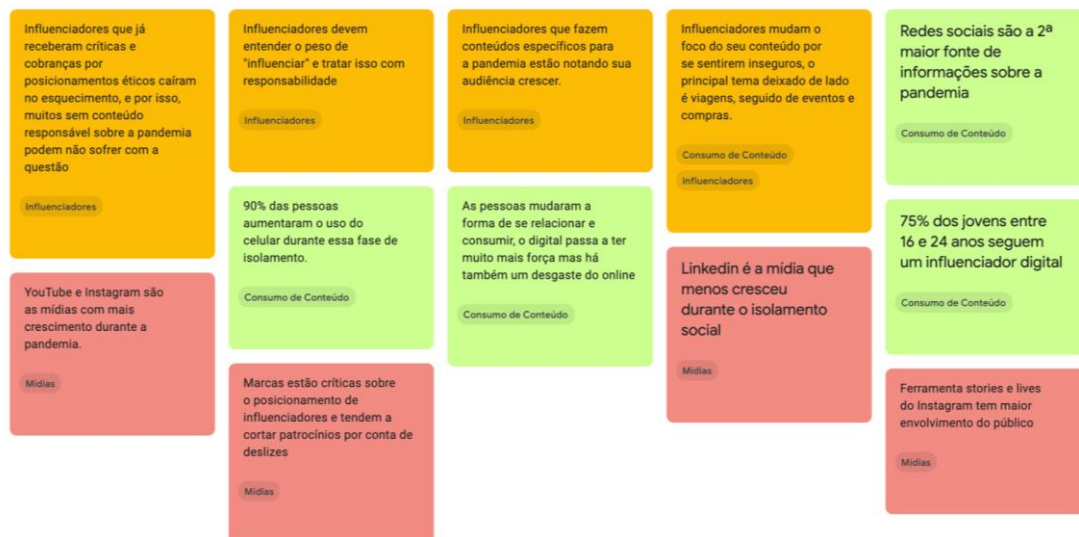 Influenciadores que já
receberam críticas e
cobranças por
posicionamentos éticos caíram
no esquecimento, e por isso,
muitos sem conteúdo
responsável sobre a pandemia
podem não sofrer com a
questão
Influenciadores
YouTube e Instagram são
as mídias com mais
crescimento durante a
pandemia.
Mídias
Influenciadores devem
entender o peso de
"influenciar" e tratar isso com
responsabilidade
Influenciadores
90% das pessoas
aumentaram o uso do
celular durante essa fase de
isolamento.
Consumo de Conteúdo
Marcas estão críticas sobre
o posicionamento de
influenciadores e tendem a
cortar patrocínios por conta de
deslizes
Mídias
Influenciadores que fazem
conteúdos específicos para
a pandemia estão notando sua
audiência crescer.
Influenciadores
As pessoas mudaram a
forma de se relacionar e
consumir, o digital passa a ter
muito mais força mas há
também um desgaste do online
Consumo de Conteúdo
Influenciadores mudam o
foco do seu conteúdo por
se sentirem inseguros, o
principal tema deixado de lado
é viagens, seguido de eventos e
compras.
Consumo de Conteúdo
Influenciadores
Linkedin é a mídia que
menos cresceu
durante o isolamento
social
Mídias
Redes sociais são a 2ª
maior fonte de
informações sobre a
pandemia
Consumo de Conteúdo
75% dos jovens entre
16 e 24 anos seguem
um influenciador digital
Consumo de Conteúdo
Ferramenta stories e lives
do Instagram tem maior
envolvimento do público
Mídias